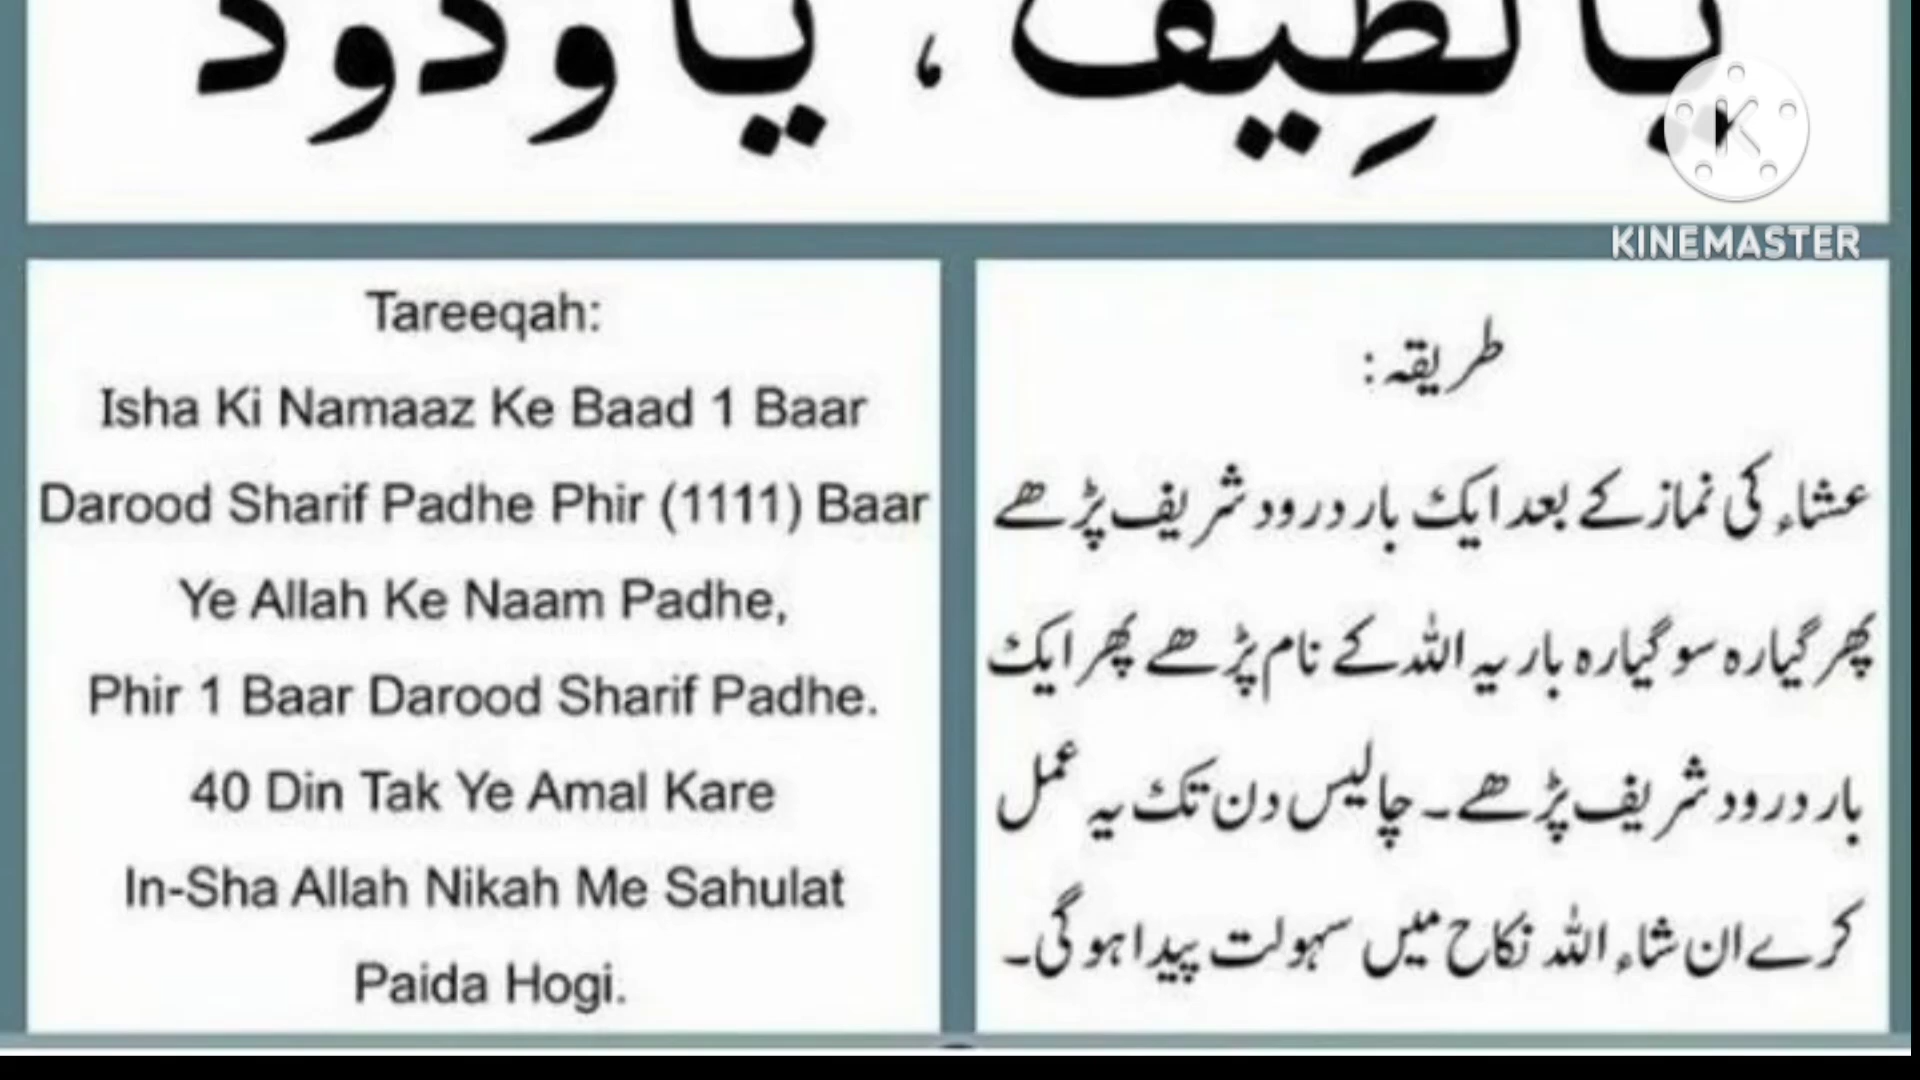 یا لطِیف ، یا ودود
KINEMASTER
Tareeqah:
Isha Ki Namaaz Ke Baad 1 Baar
Darood Sharif Padhe Phir (1111) Baar
Ye Allah Ke Naam Padhe,
Phir 1 Baar Darood Sharif Padhe.
40 Din Tak Ye Amal Kare
In-Sha Allah Nikah Me Sahulat
Paida Hogi.
طریقہ:
عشاء کی نماز کے بعد ایک بار درود شریف پڑھے
پھر گیارہ سو گیارہ بار یہ اللہ کے نام پڑھے پھر ایک
بار درود شریف پڑھے۔ چالیس دن تک یہ عمل
کرے ان شاء اللہ نکاح میں سہولت پیدا ہوگی۔